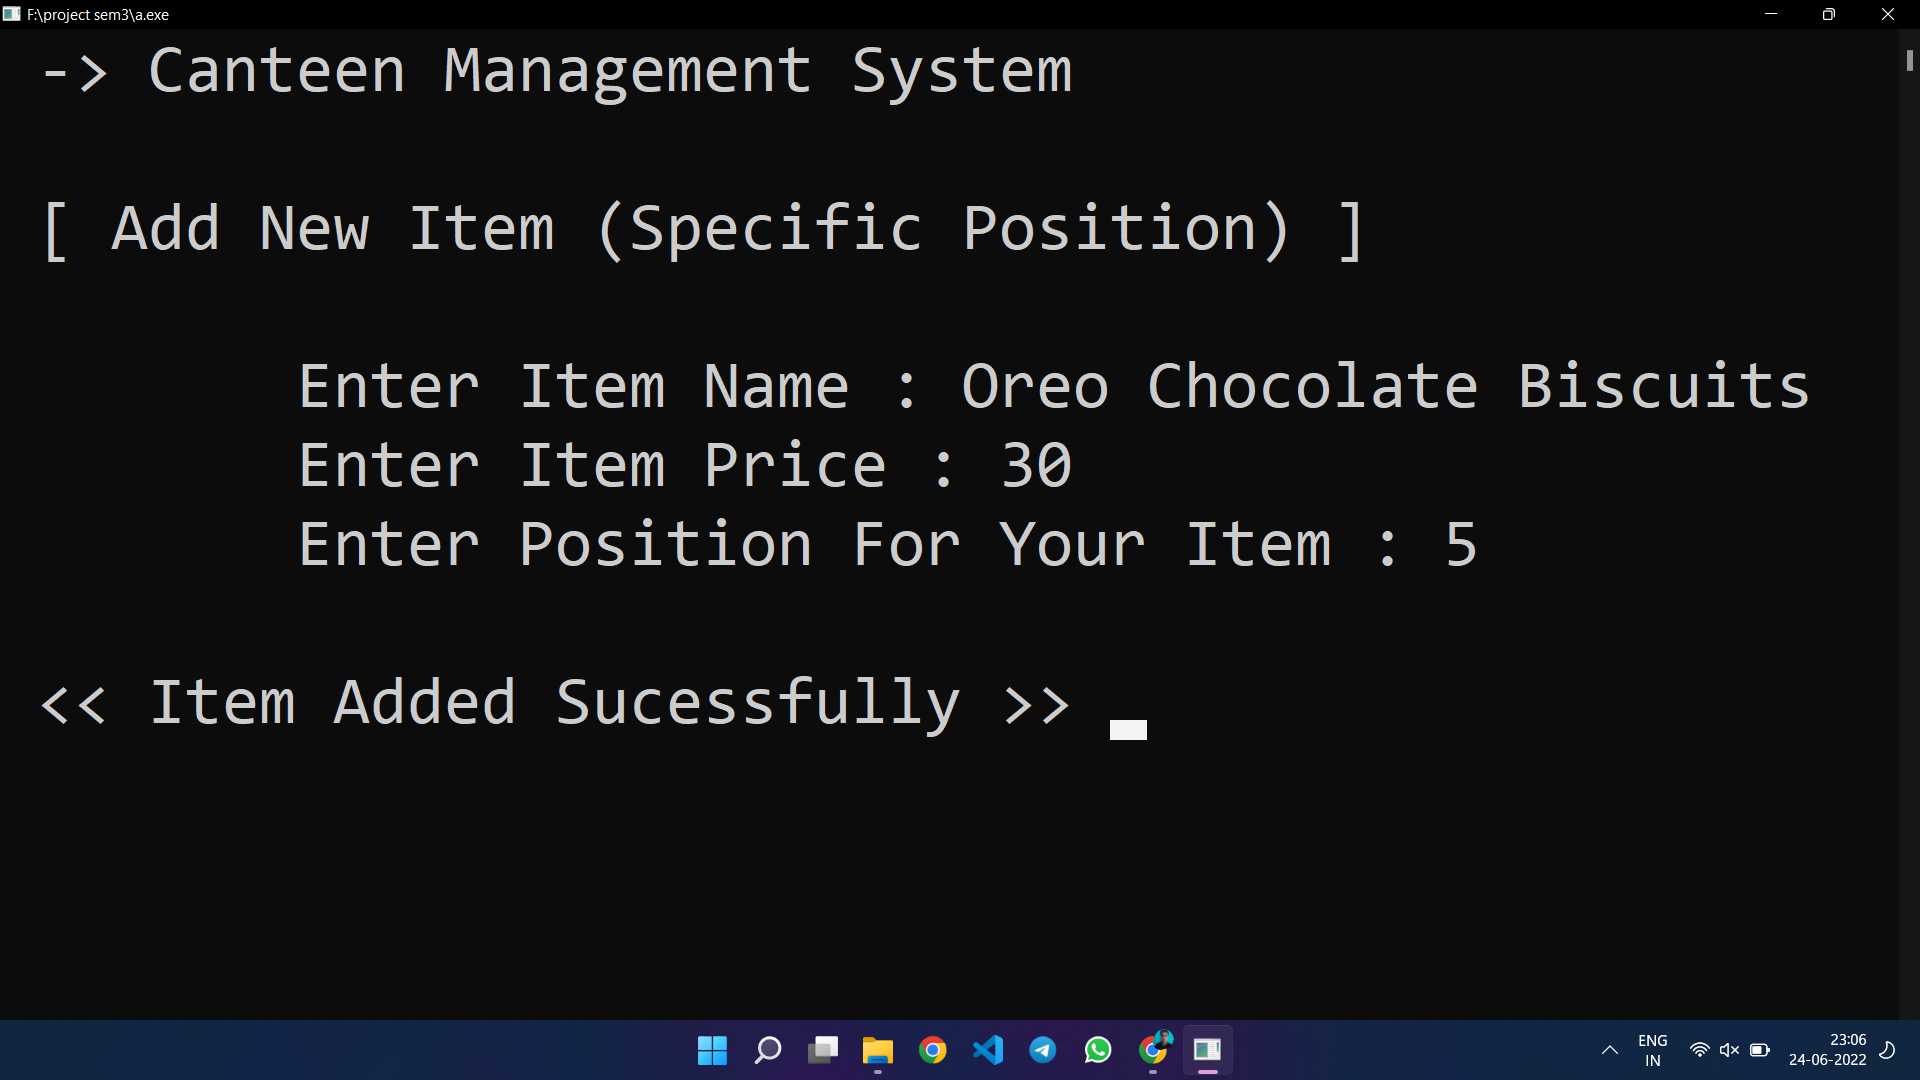 F:\project sem3\a.exe
-> Canteen Management System
[ Add New Item (Specific Position) ]
Enter Item Name : Oreo Chocolate Biscuits
Enter Item Price : 30
Enter Position For Your Item : 5
<< Item Added Sucessfully >>
ENG
IN
23:06
24-06-2022